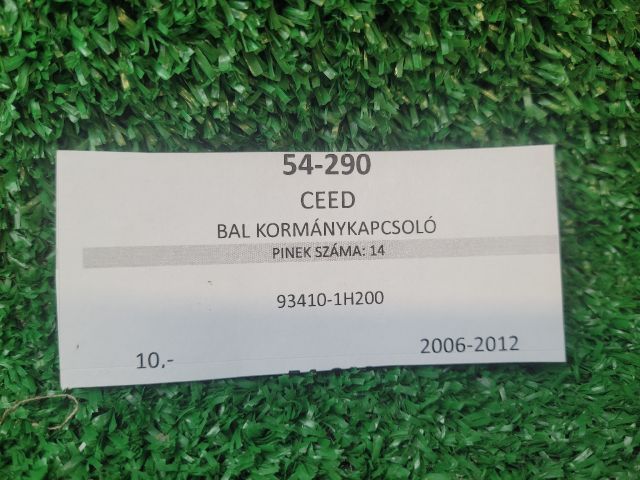 54-290
CEED
BAL KORMÁNYKAPCSOLÓ
PINEK SZÁMA: 14
93410-1H200
10,-
2006-2012